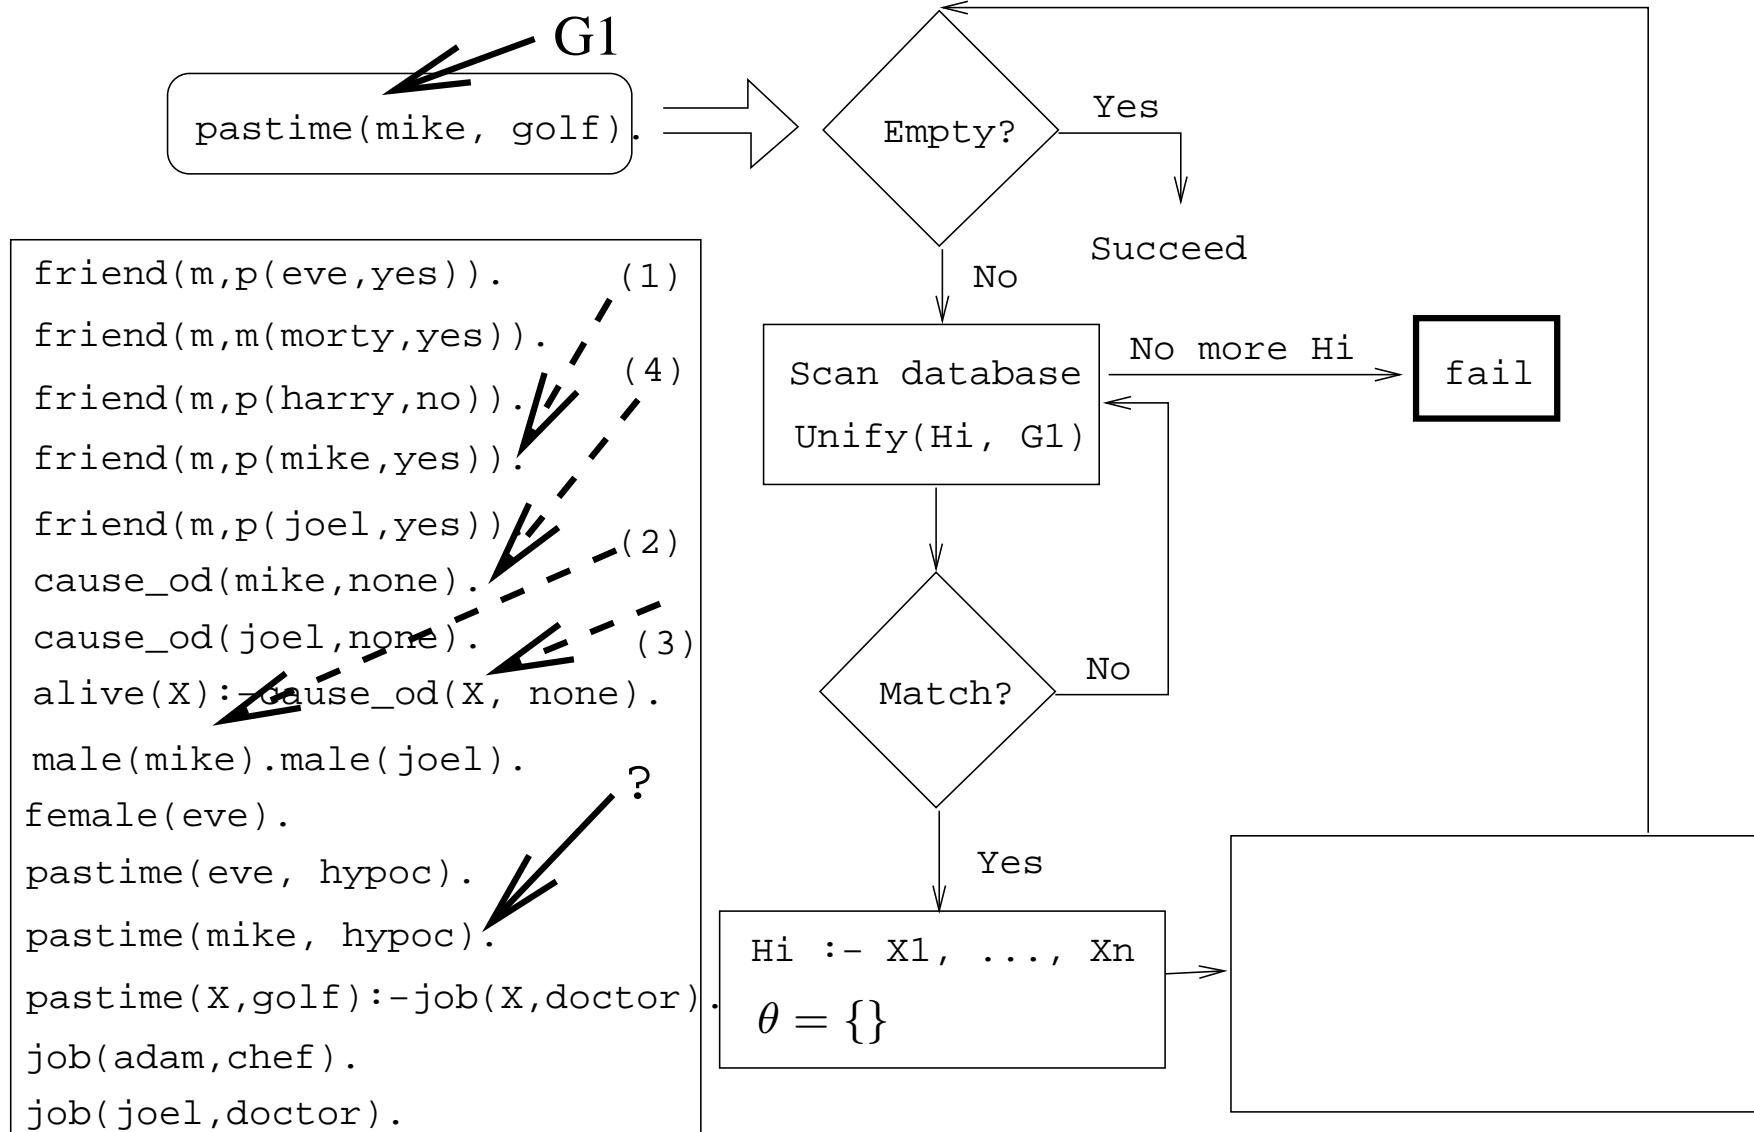 G1
pastime(mike, golf).
Empty?
Yes
Succeed
No
Scan database
Unify(Hi, G1)
No more Hi
fail
Match?
No
Yes
Hi :- X1, ..., Xn
θ = {}
friend(m,p(eve,yes)). (1)
friend(m,m(morty,yes)).
(4)
friend(m,p(harry,no)).
friend(m,p(mike,yes)).
friend(m,p(joel,yes))
(2)
cause_od(mike,none).
cause_od(joel,none). (3)
alive(X):-cause_od(X, none).
male(mike).male(joel).
?
female(eve).
pastime(eve, hypoc).
pastime(mike, hypoc).
pastime(X,golf):-job(X,doctor).
job(adam,chef).
job(joel,doctor).